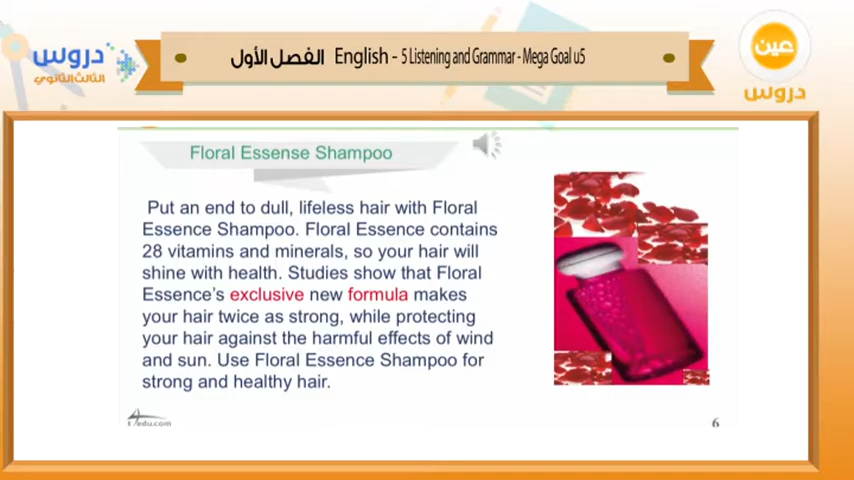 دروس
الثالث الثانوي
الفصل الأول English - 5 Listening and Grammar - Mega Goal u5
عين
دروس
Floral Essense Shampoo
Put an end to dull, lifeless hair with Floral
Essence Shampoo. Floral Essence contains
28 vitamins and minerals, so your hair will
shine with health. Studies show that Floral
Essence's exclusive new formula makes
your hair twice as strong, while protecting
your hair against the harmful effects of wind
and sun. Use Floral Essence Shampoo for
strong and healthy hair.
t4edu.com
6